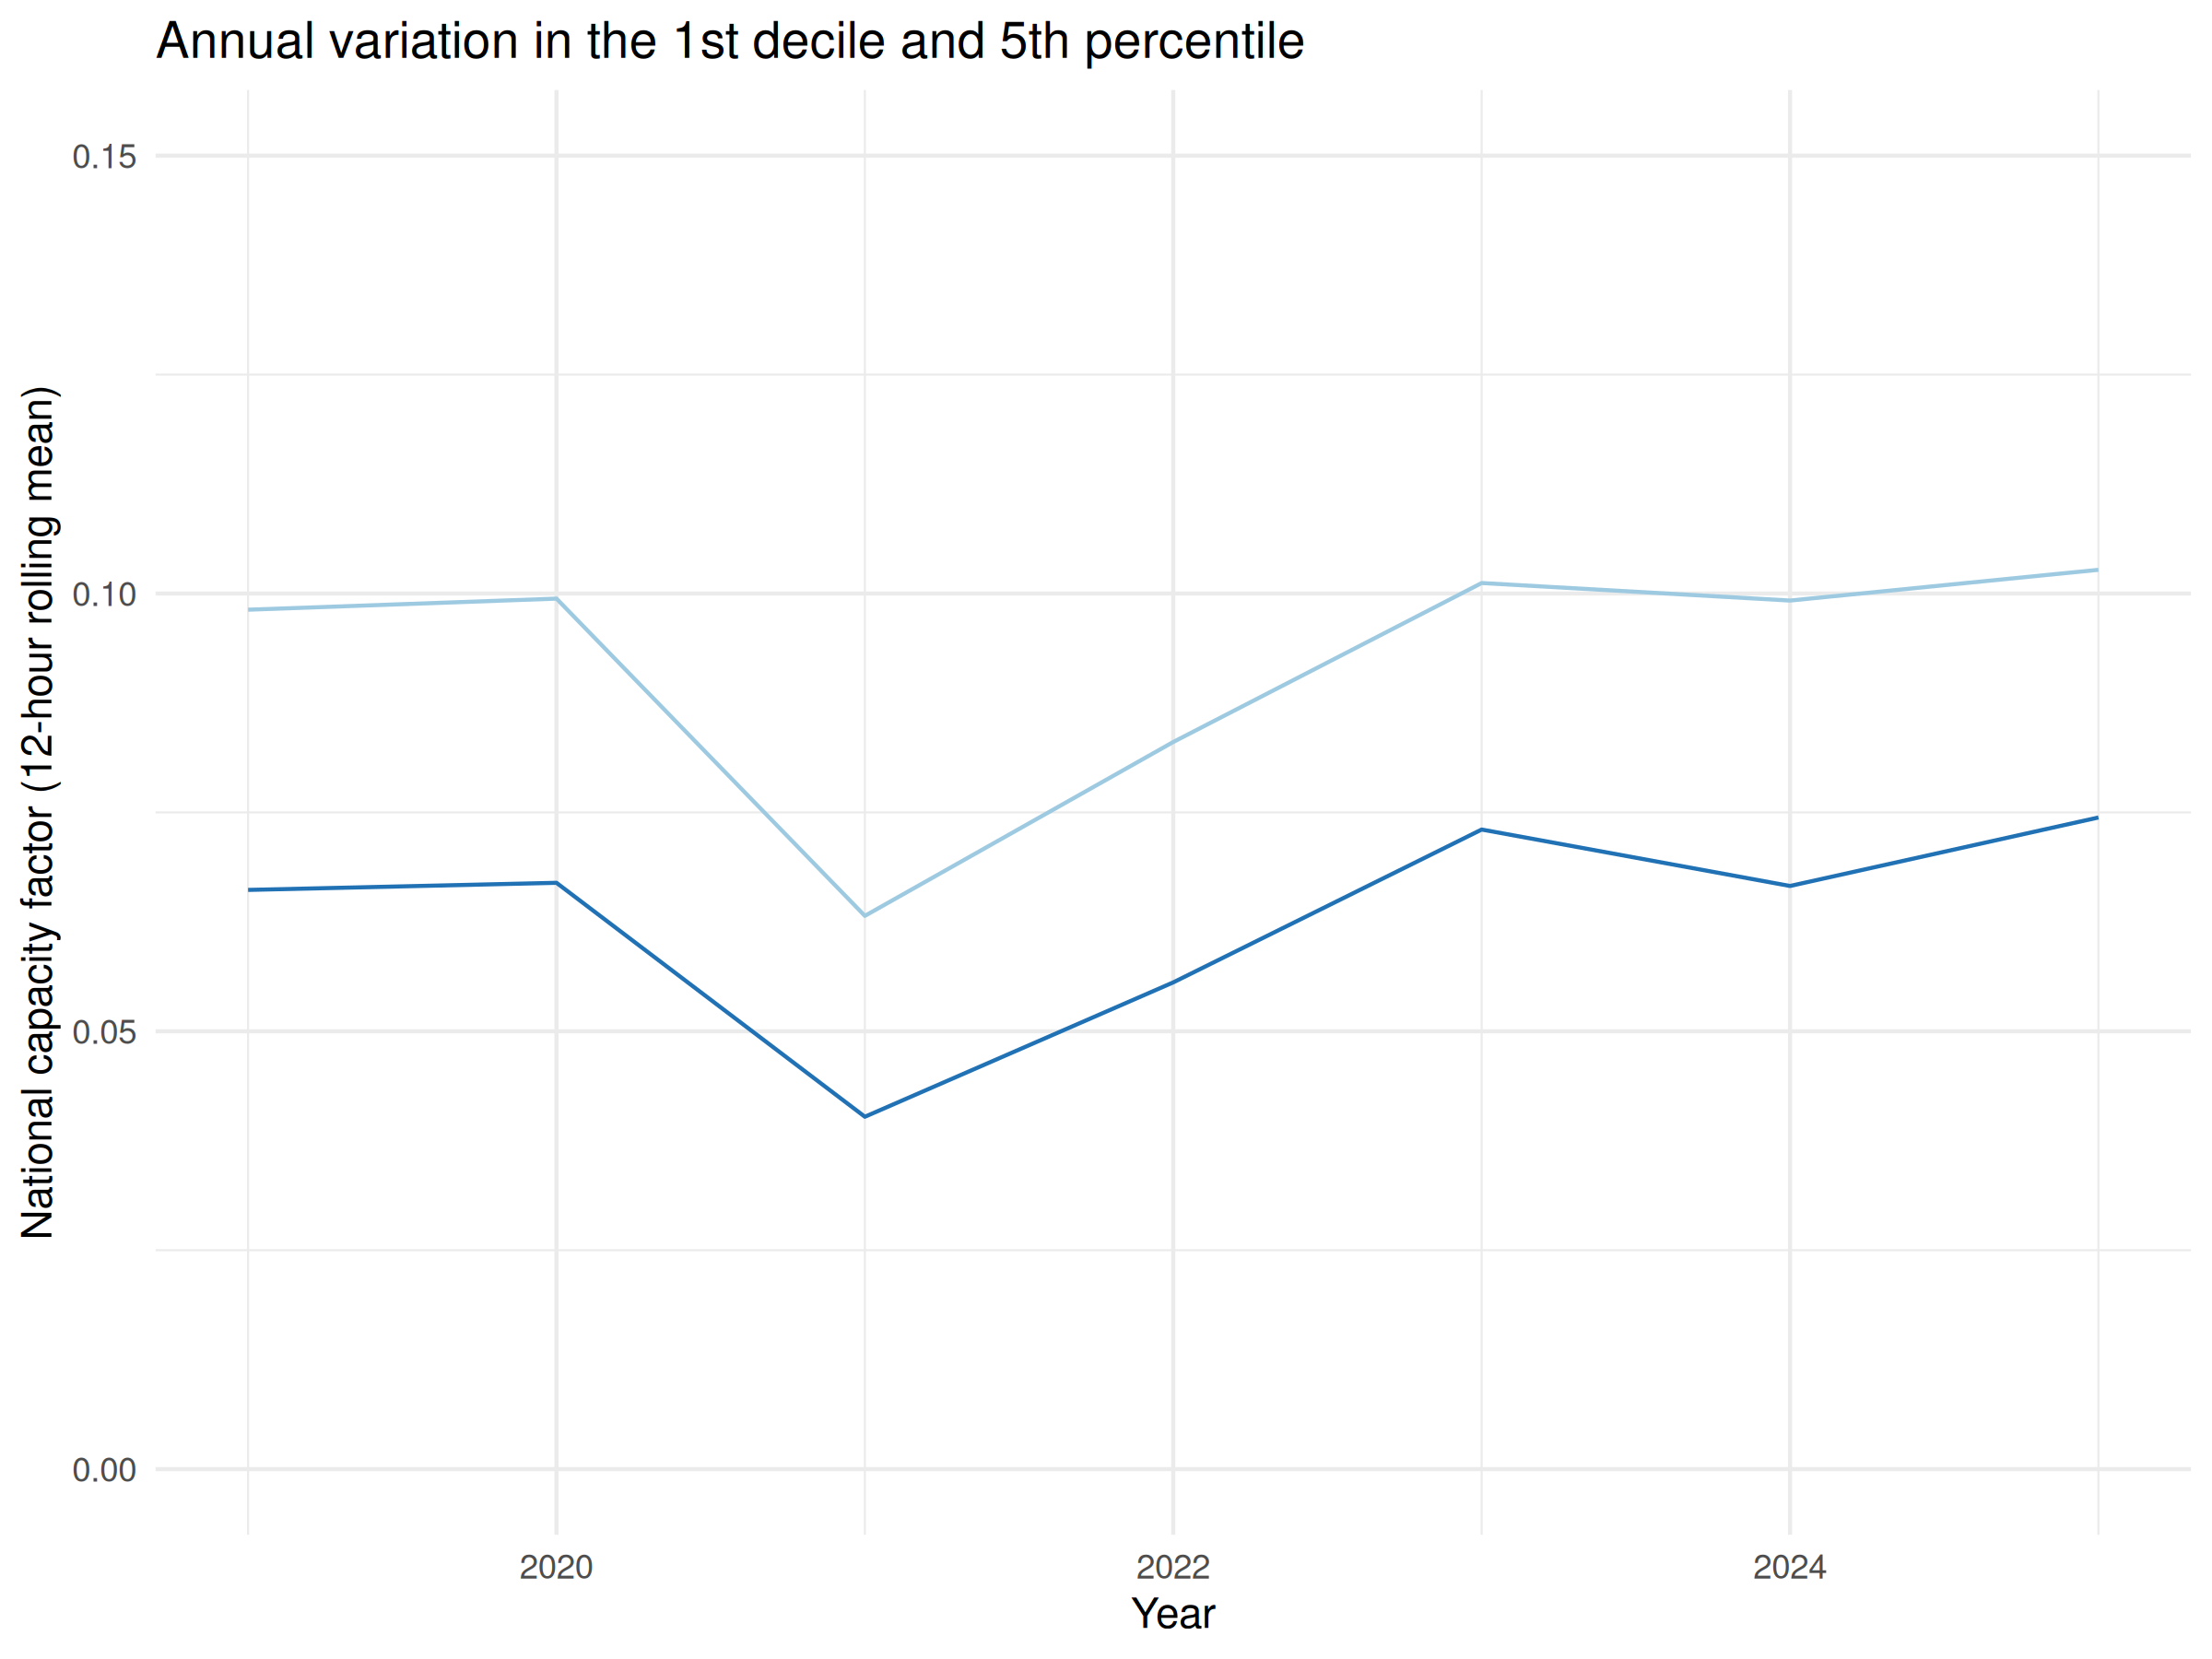 Annual variation in the 1st decile and 5th percentile
National capacity factor (12-hour rolling mean)
0.15
0.10
0.05
0.00
2020
2022
2024
Year